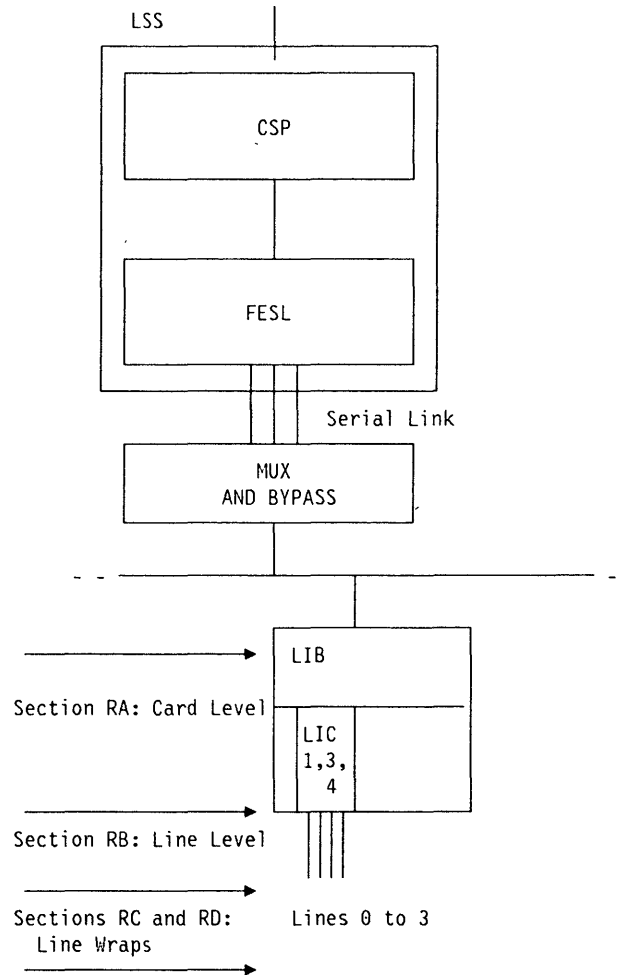 LSS
CSP
FESL
Serial Link
MUX
AND BYPASS
LIB
Section RA: Card Level
LIC
1,3,
4
Section RB: Line Level
Sections RC and RD:
Line Wraps
Lines 0 to 3